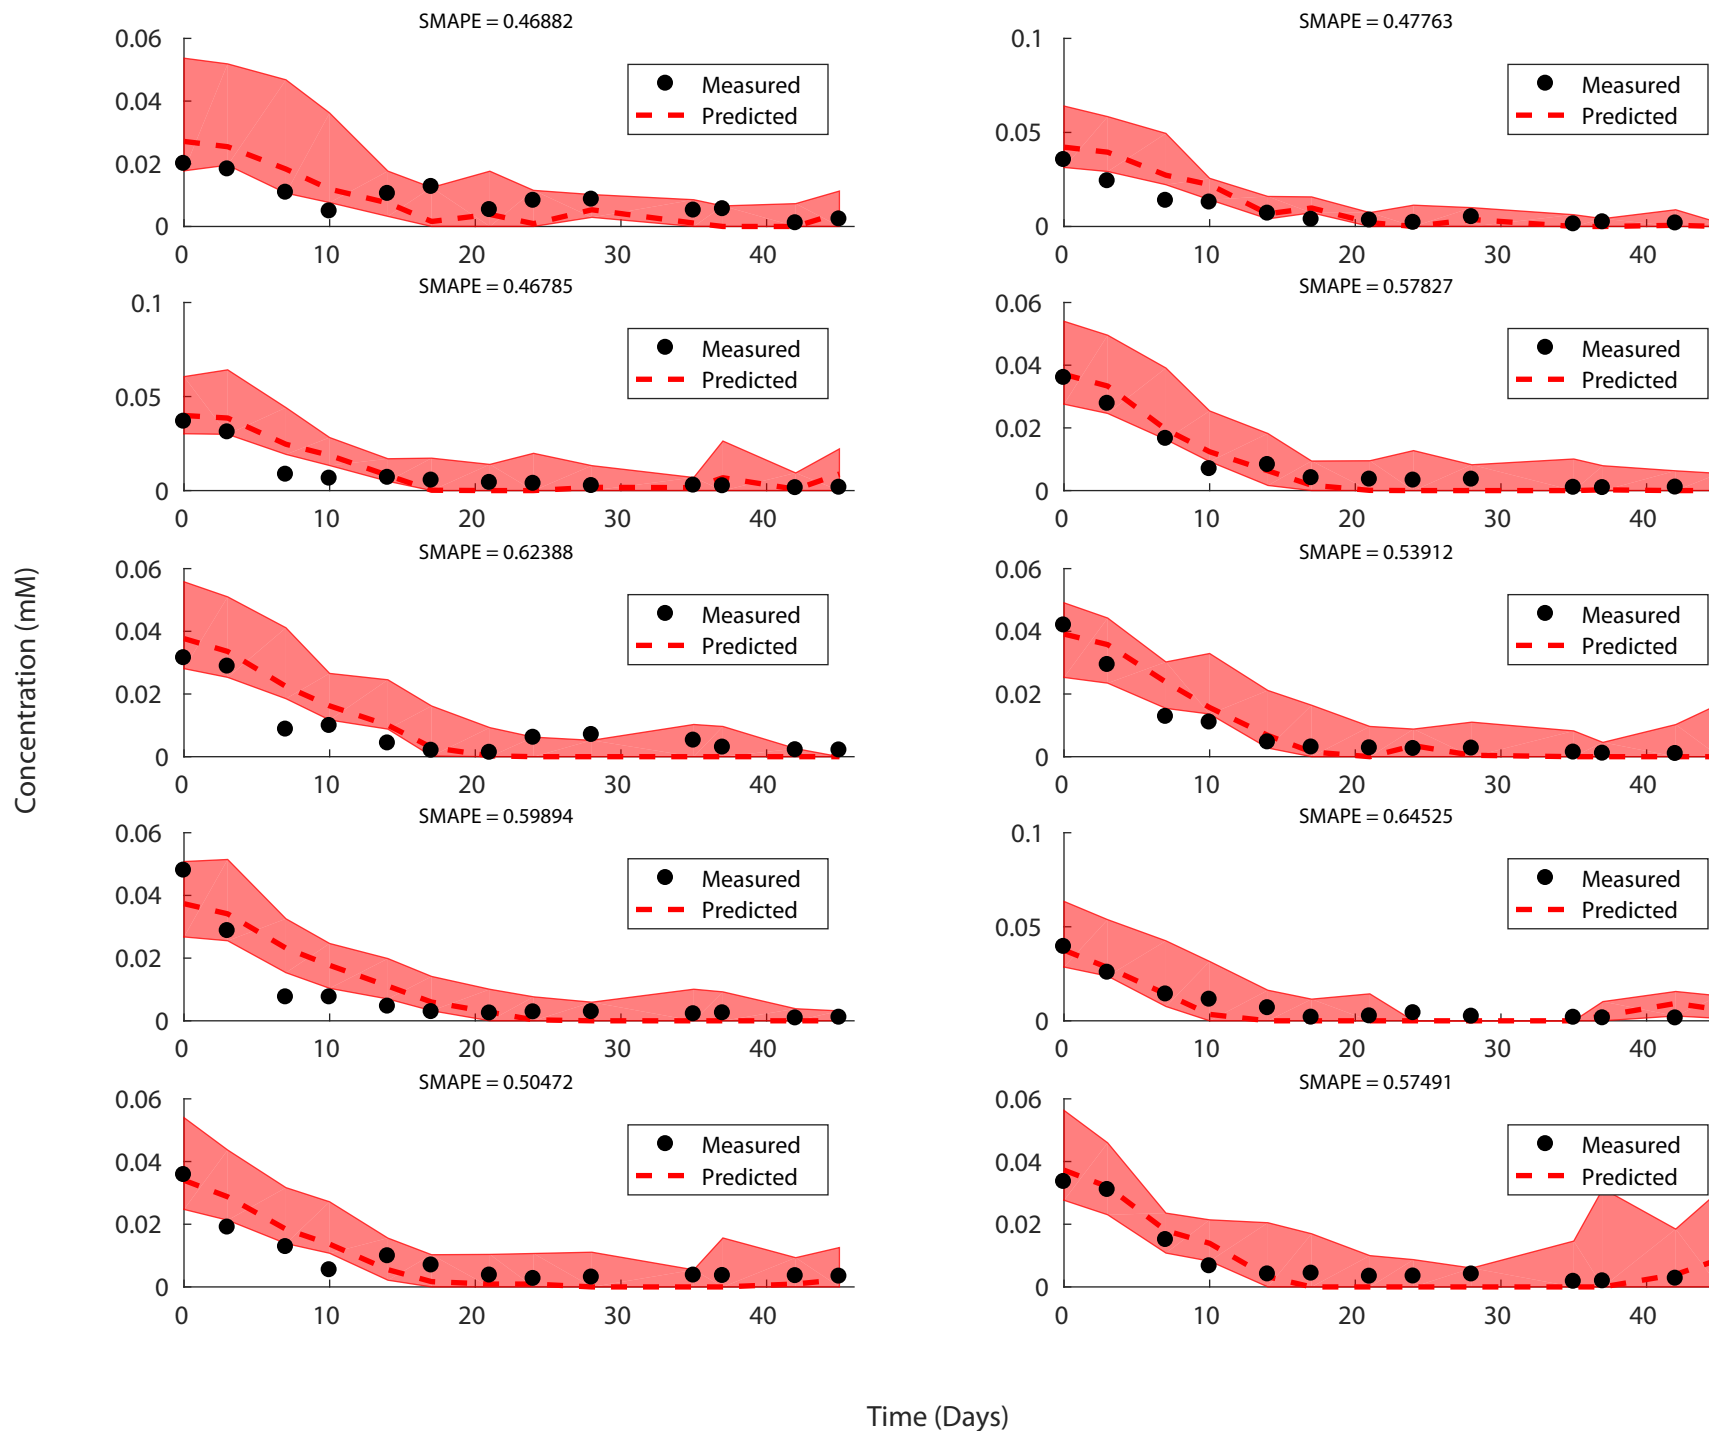 SMAPE = 0.46882
0.06
0.04
0.02
0
0 10 20 30 40
Measured
Predicted
SMAPE = 0.47763
0.1
0.05
0
0 10 20 30 40
Measured
Predicted
SMAPE = 0.46785
0.1
0.05
0
0 10 20 30 40
Measured
Predicted
SMAPE = 0.57827
0.06
0.04
0.02
0
0 10 20 30 40
Measured
Predicted
SMAPE = 0.62388
0.06
0.04
0.02
0
0 10 20 30 40
Measured
Predicted
SMAPE = 0.53912
0.06
0.04
0.02
0
0 10 20 30 40
Measured
Predicted
SMAPE = 0.59894
0.06
0.04
0.02
0
0 10 20 30 40
Measured
Predicted
SMAPE = 0.64525
0.1
0.05
0
0 10 20 30 40
Measured
Predicted
SMAPE = 0.50472
0.06
0.04
0.02
0
0 10 20 30 40
Measured
Predicted
SMAPE = 0.57491
0.06
0.04
0.02
0
0 10 20 30 40
Measured
Predicted
Concentration (mM)
Time (Days)